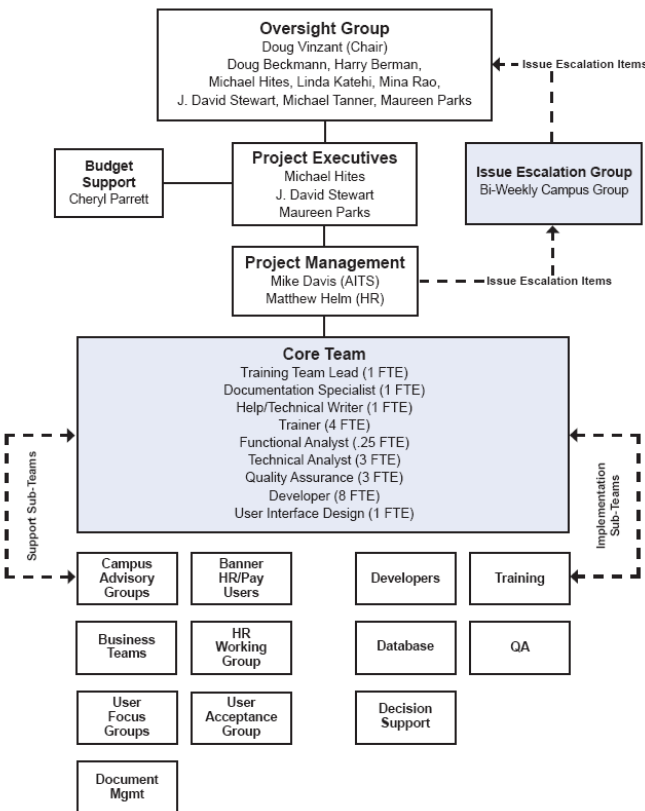 Oversight Group
Doug Vinzant (Chair)
Doug Beckmann, Harry Berman,
Michael Hites, Linda Katehi, Mina Rao,
J. David Stewart, Michael Tanner, Maureen Parks
Issue Escalation Items
Budget
Support
Cheryl Parrett
Project Executives
Michael Hites
J. David Stewart
Maureen Parks
Issue Escalation Group
Bi-Weekly Campus Group
Project Management
Mike Davis (AITS)
Matthew Helm (HR)
Issue Escalation Items
Core Team
Training Team Lead (1 FTE)
Documentation Specialist (1 FTE)
Help/Technical Writer (1 FTE)
Trainer (4 FTE)
Functional Analyst (.25 FTE)
Technical Analyst (3 FTE)
Quality Assurance (3 FTE)
Developer (8 FTE)
User Interface Design (1 FTE)
Support Sub-Teams
Implementation
Sub-Teams
Campus
Advisory
Groups
Banner
HR/Pay
Users
Developers
Training
Business
Teams
HR
Working
Group
Database
QA
User
Focus
Groups
User
Acceptance
Group
Decision
Support
Document
Mgmt